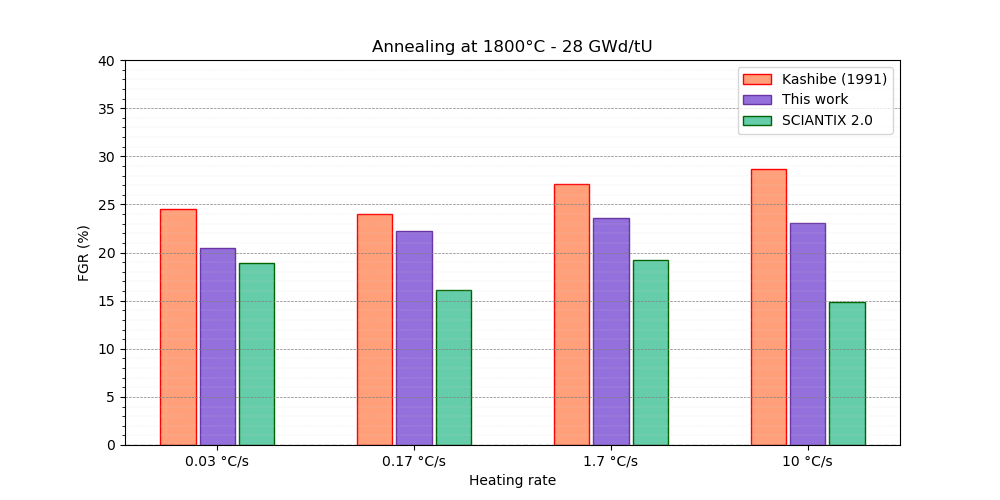 Annealing at 1800°C - 28 GWd/tU
40
35
30
25
20
15
10
5
0
FGR (%)
Kashibe (1991)
This work
SCIANTIX 2.0
0.03 °C/s
0.17 °C/s
1.7 °C/s
10 °C/s
Heating rate